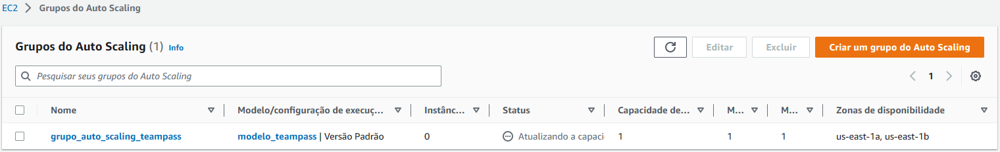 EC2 > Grupos do Auto Scaling
Grupos do Auto Scaling (1) Info
Editar
Excluir
Criar um grupo do Auto Scaling
Pesquisar seus grupos do Auto Scaling
1
Nome Modelo/configuração de execuç... Instânc... Status Capacidade de... M... M... Zonas de disponibilidade
grupo_auto_scaling_teampass modelo_teampass | Versão Padrão 0 Atualizando a capaci 1 1 1 us-east-1a, us-east-1b